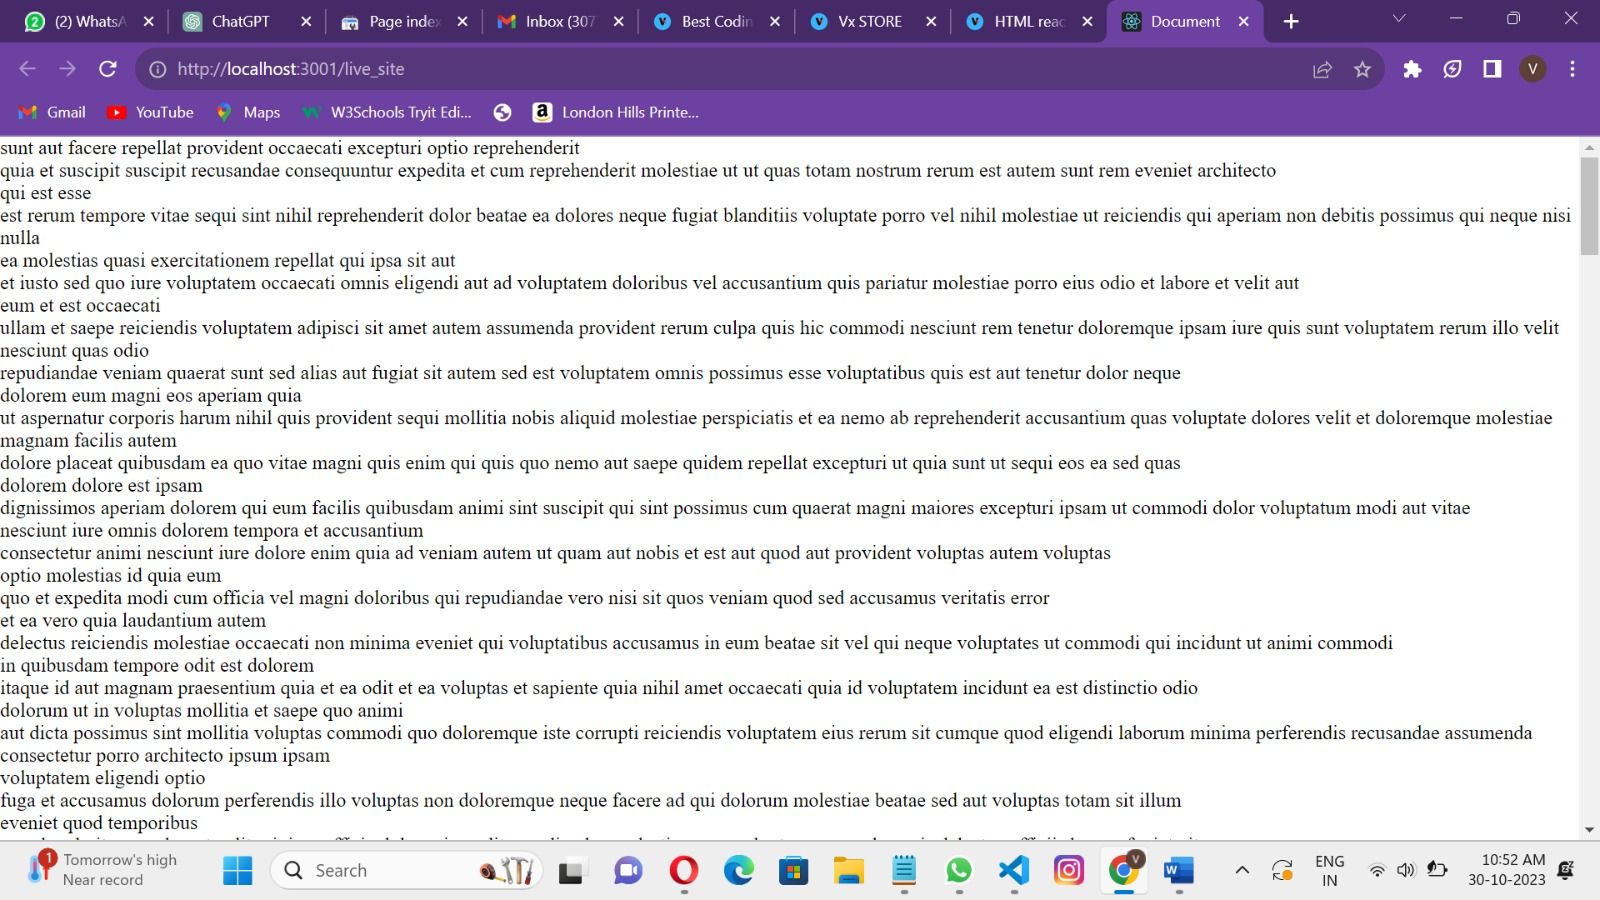 (2) WhatsA
ChatGPT
Page index
Inbox (307
Best Codin
Vx STORE
HTML reac
Document
http://localhost:3001/live_site
V
Gmail
YouTube
Maps
W3Schools Tryit Edi...
London Hills Printe...
sunt aut facere repellat provident occaecati excepturi optio reprehenderit
quia et suscipit suscipit recusandae consequuntur expedita et cum reprehenderit molestiae ut ut quas totam nostrum rerum est autem sunt rem eveniet architecto
qui est esse
est rerum tempore vitae sequi sint nihil reprehenderit dolor beatae ea dolores neque fugiat blanditiis voluptate porro vel nihil molestiae ut reiciendis qui aperiam non debitis possimus qui neque nisi
nulla
ea molestias quasi exercitationem repellat qui ipsa sit aut
et iusto sed quo iure voluptatem occaecati omnis eligendi aut ad voluptatem doloribus vel accusantium quis pariatur molestiae porro eius odio et labore et velit aut
eum et est occaecati
ullam et saepe reiciendis voluptatem adipisci sit amet autem assumenda provident rerum culpa quis hic commodi nesciunt rem tenetur doloremque ipsam iure quis sunt voluptatem rerum illo velit
nesciunt quas odio
repudiandae veniam quaerat sunt sed alias aut fugiat sit autem sed est voluptatem omnis possimus esse voluptatibus quis est aut tenetur dolor neque
dolorem eum magni eos aperiam quia
ut aspernatur corporis harum nihil quis provident sequi mollitia nobis aliquid molestiae perspiciatis et ea nemo ab reprehenderit accusantium quas voluptate dolores velit et doloremque molestiae
magnam facilis autem
dolore placeat quibusdam ea quo vitae magni quis enim qui quis quo nemo aut saepe quidem repellat excepturi ut quia sunt ut sequi eos ea sed quas
dolorem dolore est ipsam
dignissimos aperiam dolorem qui eum facilis quibusdam animi sint suscipit qui sint possimus cum quaerat magni maiores excepturi ipsam ut commodi dolor voluptatum modi aut vitae
nesciunt iure omnis dolorem tempora et accusantium
consectetur animi nesciunt iure dolore enim quia ad veniam autem ut quam aut nobis et est aut quod aut provident voluptas autem voluptas
optio molestias id quia eum
quo et expedita modi cum officia vel magni doloribus qui repudiandae vero nisi sit quos veniam quod sed accusamus veritatis error
et ea vero quia laudantium autem
delectus reiciendis molestiae occaecati non minima eveniet qui voluptatibus accusamus in eum beatae sit vel qui neque voluptates ut commodi qui incidunt ut animi commodi
in quibusdam tempore odit est dolorem
itaque id aut magnam praesentium quia et ea odit et ea voluptas et sapiente quia nihil amet occaecati quia id voluptatem incidunt ea est distinctio odio
dolorum ut in voluptas mollitia et saepe quo animi
aut dicta possimus sint mollitia voluptas commodi quo doloremque iste corrupti reiciendis voluptatem eius rerum sit cumque quod eligendi laborum minima perferendis recusandae assumenda
consectetur porro architecto ipsum ipsam
voluptatem eligendi optio
fuga et accusamus dolorum perferendis illo voluptas non doloremque neque facere ad qui dolorum molestiae beatae sed aut voluptas totam sit illum
eveniet quod temporibus
1
Tomorrow's high
Near record
Search
ENG
IN
10:52 AM
30-10-2023